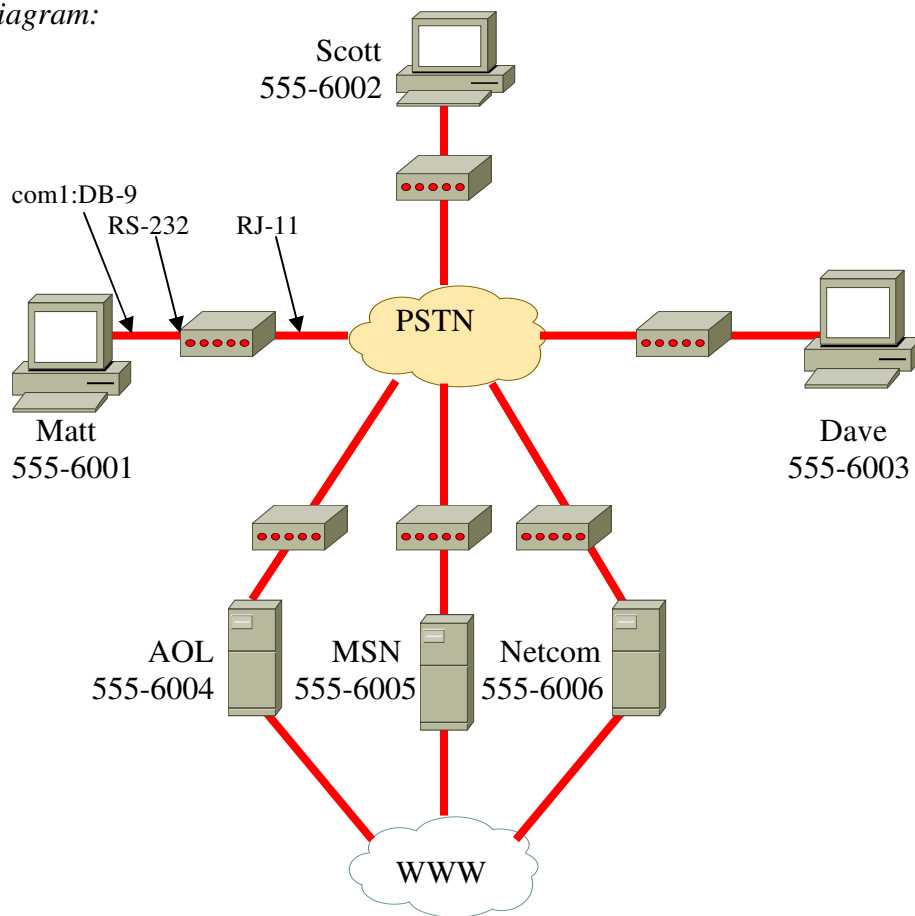 iagram:
Scott
555-6002
com1:DB-9
RS-232
RJ-11
PSTN
Matt
555-6001
Dave
555-6003
AOL
555-6004
MSN
555-6005
Netcom
555-6006
WWW